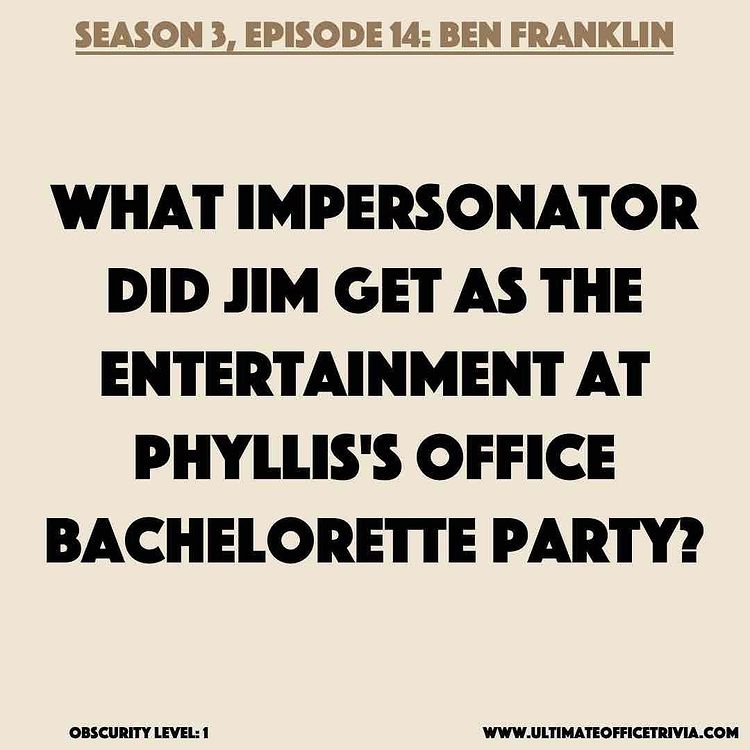 SEASON 3, EPISODE 14: BEN FRANKLIN
WHAT IMPERSONATOR
DID JIM GET AS THE
ENTERTAINMENT AT
PHYLLIS'S OFFICE
BACHELORETTE PARTY?
OBSCURITY LEVEL: 1
WWW.ULTIMATEOFFICETRIVIA.COM